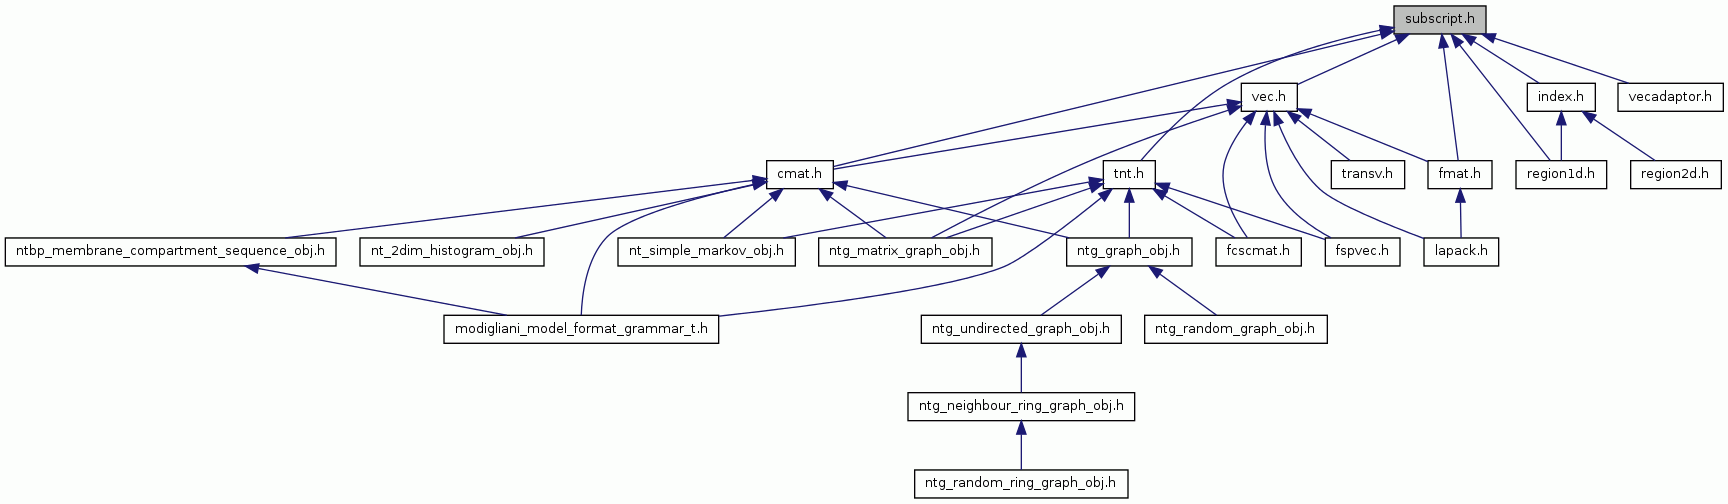 subscript.h
vec.h
index.h
vecadaptor.h
cmat.h
tnt.h
transv.h
fmat.h
region1d.h
region2d.h
ntbp_membrane_compartment_sequence_obj.h
nt_2dim_histogram_obj.h
nt_simple_markov_obj.h
ntg_matrix_graph_obj.h
ntg_graph_obj.h
fcscmat.h
fspvec.h
lapack.h
modigliani_model_format_grammar_t.h
ntg_undirected_graph_obj.h
ntg_random_graph_obj.h
ntg_neighbour_ring_graph_obj.h
ntg_random_ring_graph_obj.h